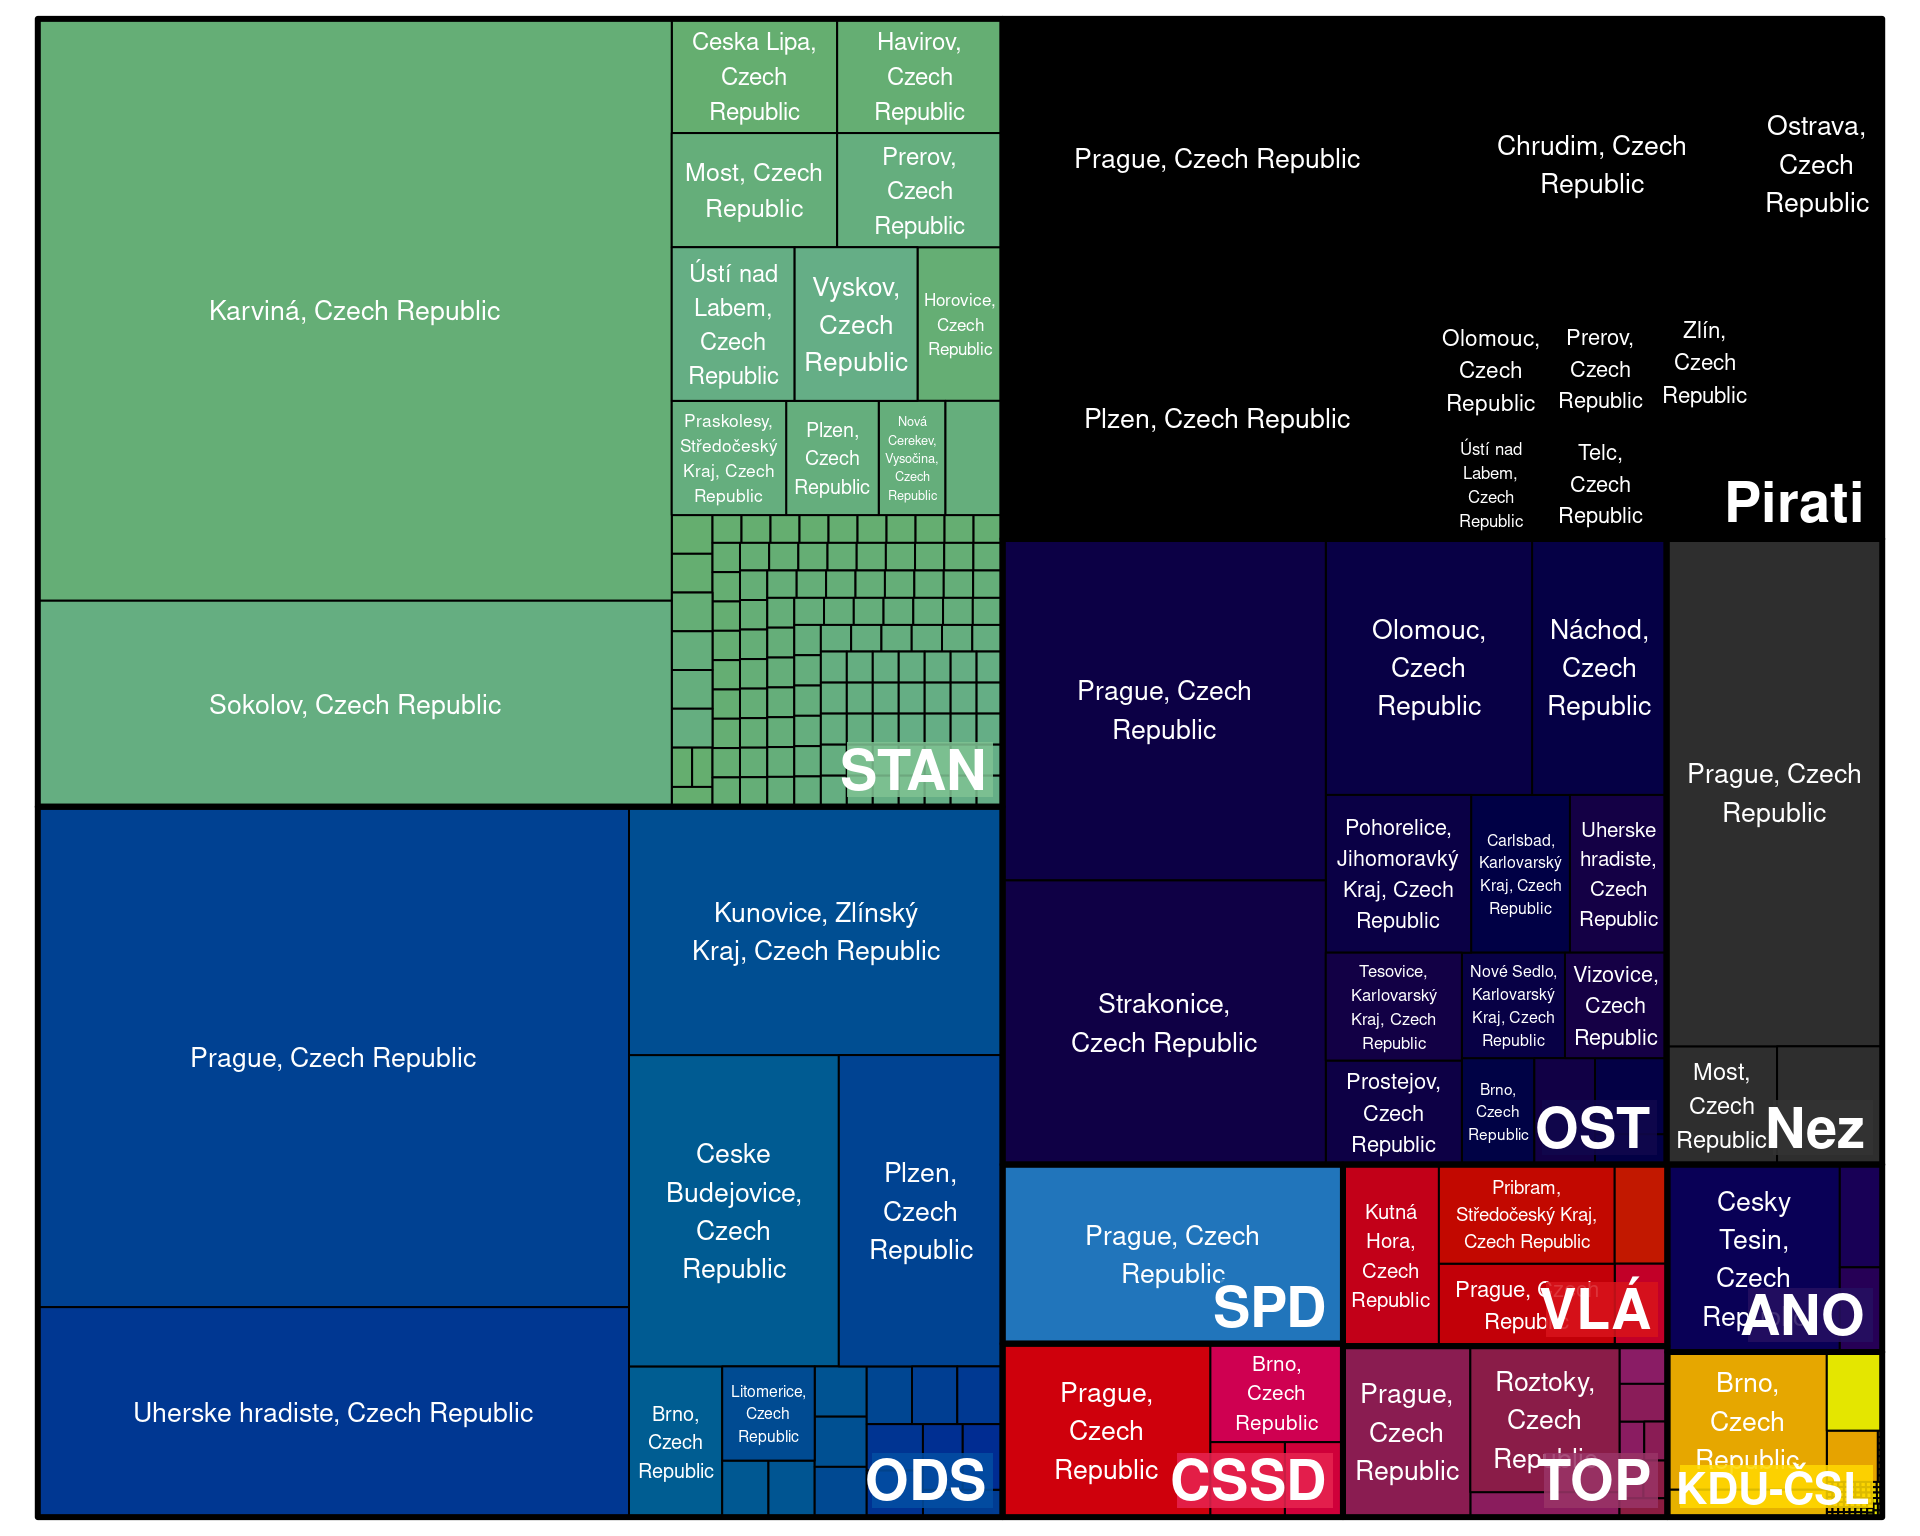 Karviná, Czech Republic
Sokolov, Czech Republic
Ceska Lipa,
Czech
Republic
Havirov,
Czech
Republic
Most, Czech
Republic
Prerov,
Czech
Republic
Ústí nad
Labem,
Czech
Republic
Vyskov,
Czech
Republic
Horovice,
Czech
Republic
Praskolesy,
Středočeský
Kraj, Czech
Republic
Plzen,
Czech
Republic
Nová
Cerekev,
Vysočina,
Czech
Republic
STAN
Prague, Czech Republic
Uherske hradiste, Czech Republic
Kunovice, Zlínský
Kraj, Czech Republic
Ceske
Budejovice,
Czech
Republic
Plzen,
Czech
Republic
Brno,
Czech
Republic
Litomerice,
Czech
Republic
ODS
Prague, Czech Republic
Plzen, Czech Republic
Chrudim, Czech
Republic
Ostrava,
Czech
Republic
Olomouc,
Czech
Republic
Prerov,
Czech
Republic
Zlín,
Czech
Republic
Ústí nad
Labem,
Czech
Republic
Telc,
Czech
Republic
Pirati
Prague, Czech
Republic
Strakonice,
Czech Republic
Olomouc,
Czech
Republic
Náchod,
Czech
Republic
Pohorelice,
Jihomoravký
Kraj, Czech
Republic
Carlsbad,
Karlovarský
Kraj, Czech
Republic
Uherske
hradiste,
Czech
Republic
Tesovice,
Karlovarský
Kraj, Czech
Republic
Nové Sedlo,
Karlovarský
Kraj, Czech
Republic
Vizovice,
Czech
Republic
Prostejov,
Czech
Republic
Brno,
Czech
Republic
OST
Prague, Czech
Republic
Most,
Czech
Republic
Nez
Prague, Czech
Republic
SPD
Kutná
Hora,
Czech
Republic
Pribram,
Středočeský Kraj,
Czech Republic
Prague, Czech
Republic
VLÁ
Cesky
Tesin,
Czech
Republic
ANO
Prague,
Czech
Republic
Brno,
Czech
Republic
CSSD
Prague,
Czech
Republic
Roztoky,
Czech
Republic
TOP
Brno,
Czech
Republic
KDU-ČSL